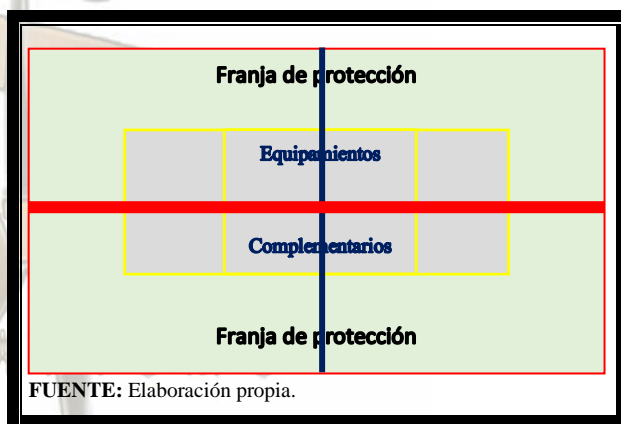 Franja de protección
Equipamientos
Complementarios
Franja de protección
FUENTE: Elaboración propia.